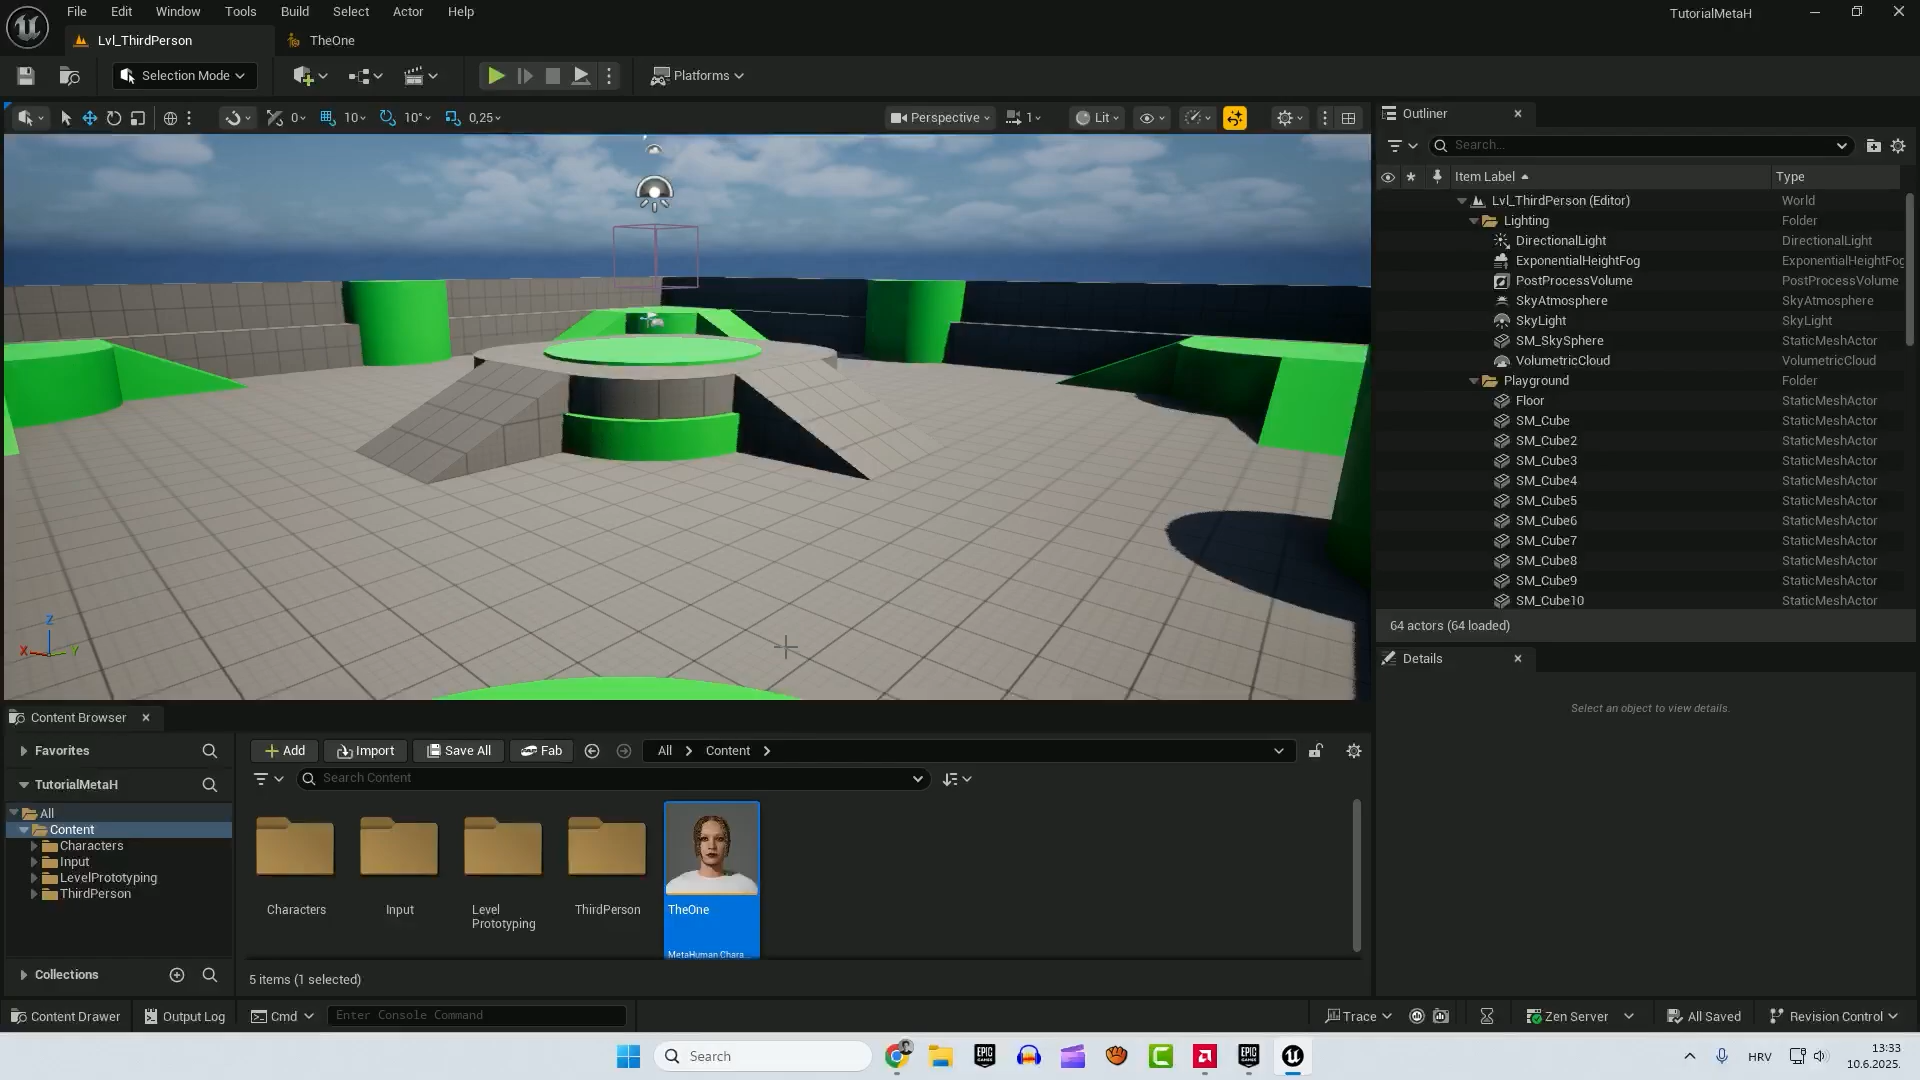 File Edit Window Tools Build Select Actor Help
TutorialMetaH
Lvl_ThirdPerson
TheOne
Selection Mode
Platforms
0 10 10° 0,25
Perspective 1 Lit
Outliner
Search...
Item Label Type
Lvl_ThirdPerson (Editor) World
Lighting Folder
DirectionalLight DirectionalLight
ExponentialHeightFog ExponentialHeightFog
PostProcessVolume PostProcessVolume
SkyAtmosphere SkyAtmosphere
SkyLight SkyLight
SM_SkySphere StaticMeshActor
VolumetricCloud VolumetricCloud
Playground Folder
Floor StaticMeshActor
SM_Cube StaticMeshActor
SM_Cube2 StaticMeshActor
SM_Cube3 StaticMeshActor
SM_Cube4 StaticMeshActor
SM_Cube5 StaticMeshActor
SM_Cube6 StaticMeshActor
SM_Cube7 StaticMeshActor
SM_Cube8 StaticMeshActor
SM_Cube9 StaticMeshActor
SM_Cube10 StaticMeshActor
64 actors (64 loaded)
Z
X Y
Details
Select an object to view details.
Content Browser
Favorites
Add Import Save All Fab All Content
Search Content
TutorialMetaH
All
Content
Characters
Input
LevelPrototyping
ThirdPerson
Characters
Input
Level
Prototyping
ThirdPerson
TheOne
MetaHuman Chara
Collections
5 items (1 selected)
Content Drawer Output Log Cmd Enter Console Command
Trace Zen Server All Saved Revision Control
Search
EPIC
GAMES
EPIC
GAMES
HRV
13:33
10.6.2025.